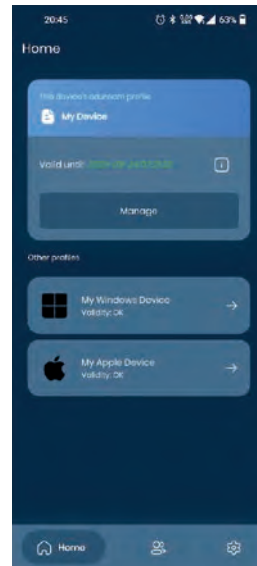 20:45
63%
Home
This device's eduroam profile
My Device
Valid until:
Manage
Other profiles
My Windows Device
Validity: OK
My Apple Device
Validity: OK
Home